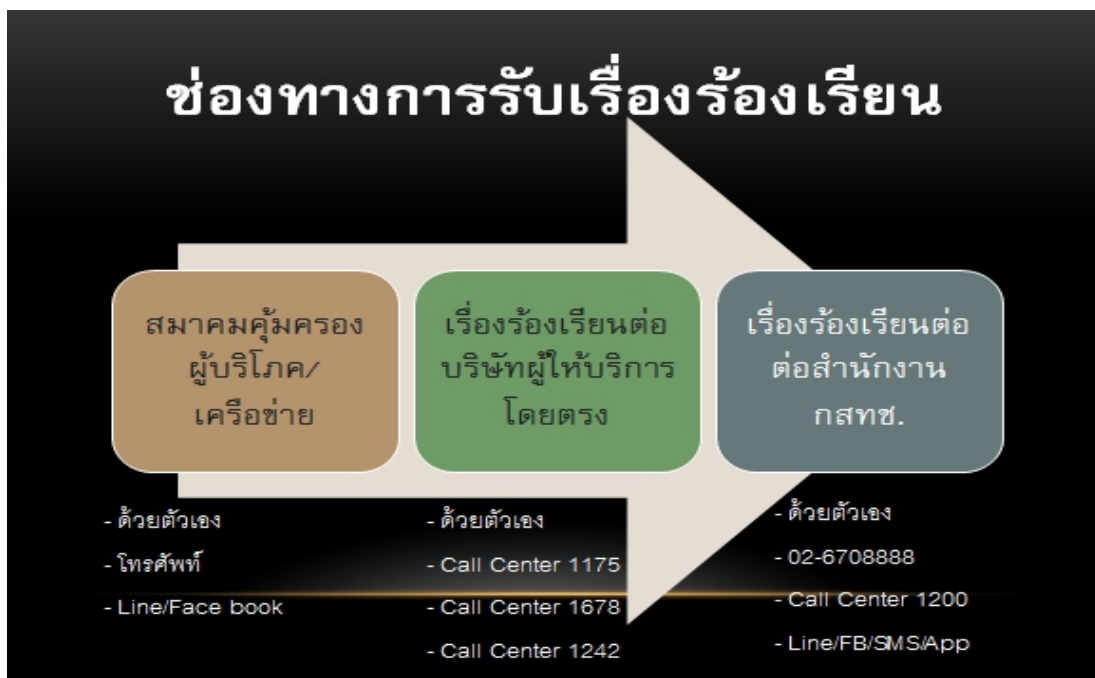 ช่องทางการรับเรื่องร้องเรียน
สมาคมคุ้มครอง
ผู้บริโภค/
เครือข่าย
เรื่องร้องเรียนต่อ
บริษัทผู้ให้บริการ
โดยตรง
เรื่องร้องเรียนต่อ
ต่อสำนักงาน
กสทช.
- ด้วยตัวเอง
- โทรศัพท์
- Line/Face book
- ด้วยตัวเอง
- Call Center 1175
- Call Center 1678
- Call Center 1242
- ด้วยตัวเอง
- 02-6708888
- Call Center 1200
- Line/FB/SMS/App